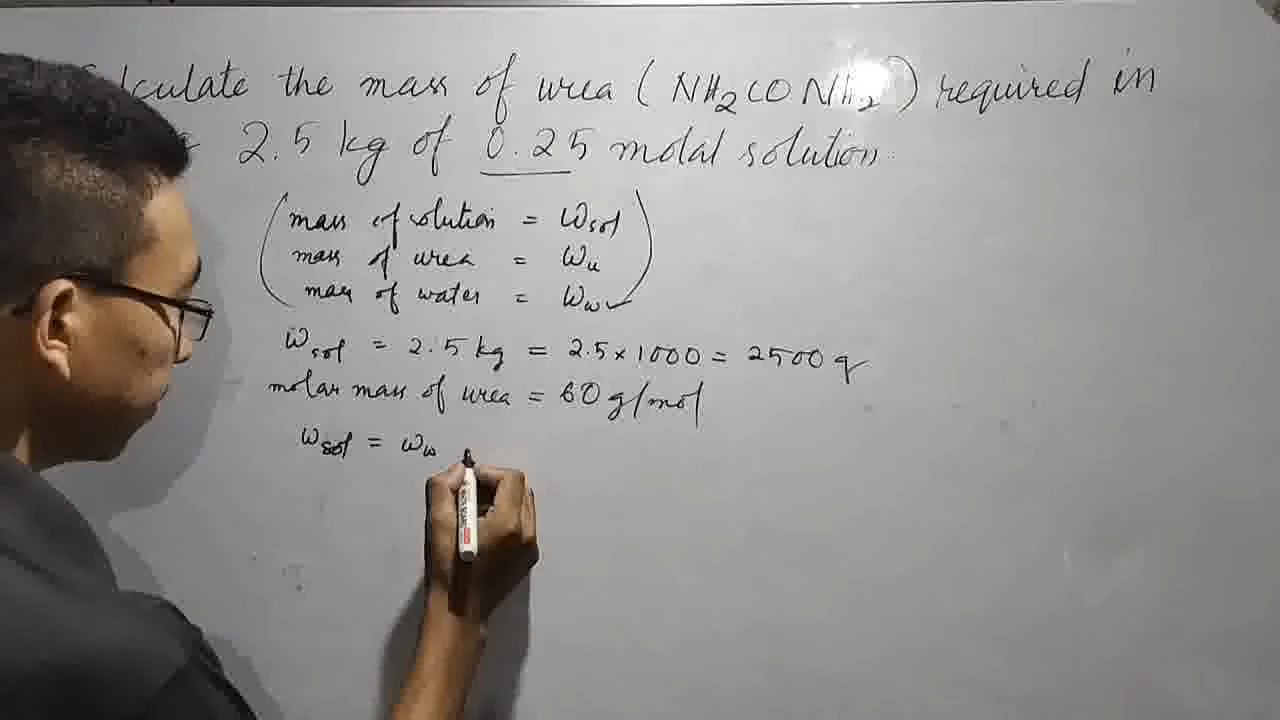 Calculate the mass of urea (NH₂CONH₂) required in
2.5 kg of 0.25 molal solution.
mass of solution = Wsol
mass of urea = Wu
mass of water = Ww
Wsol = 2.5 kg = 2.5 × 1000 = 2500 g
molar mass of urea = 60 g/mol
Wsol = Ww